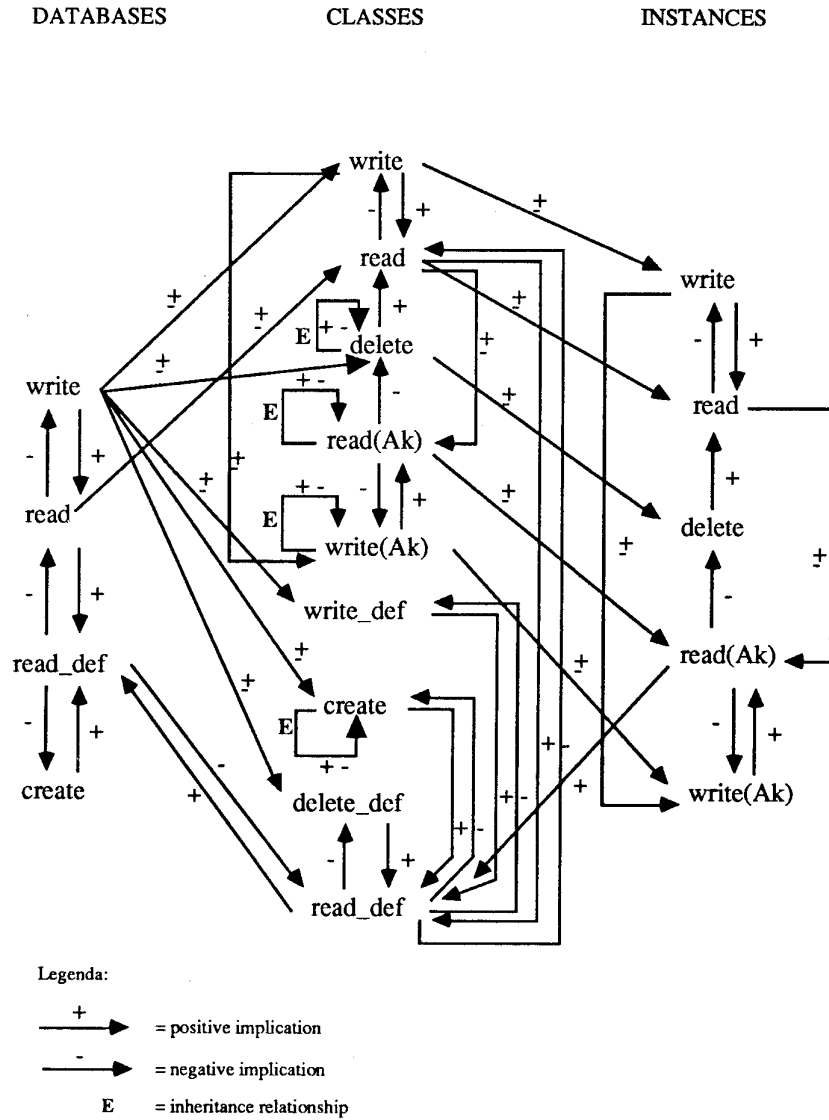 DATABASES CLASSES INSTANCES
write
- +
+
-
+
-
read
write
+
-
+
-
E + -
+
+
-
- +
+
-
delete
write
+ -
-
+
-
read
E
- +
read(Ak)
+
-
+
-
+
read
+ -
- +
+
-
delete
E
write(Ak)
+
-
+
-
- +
write_def
-
read_def
+
-
+
-
read(Ak)
+
-
- +
create
E
- +
+ -
create
-
+ -
+
write(Ak)
+
delete_def
+ -
+ -
- +
read_def
Legenda:
+
= positive implication
-
= negative implication
E = inheritance relationship